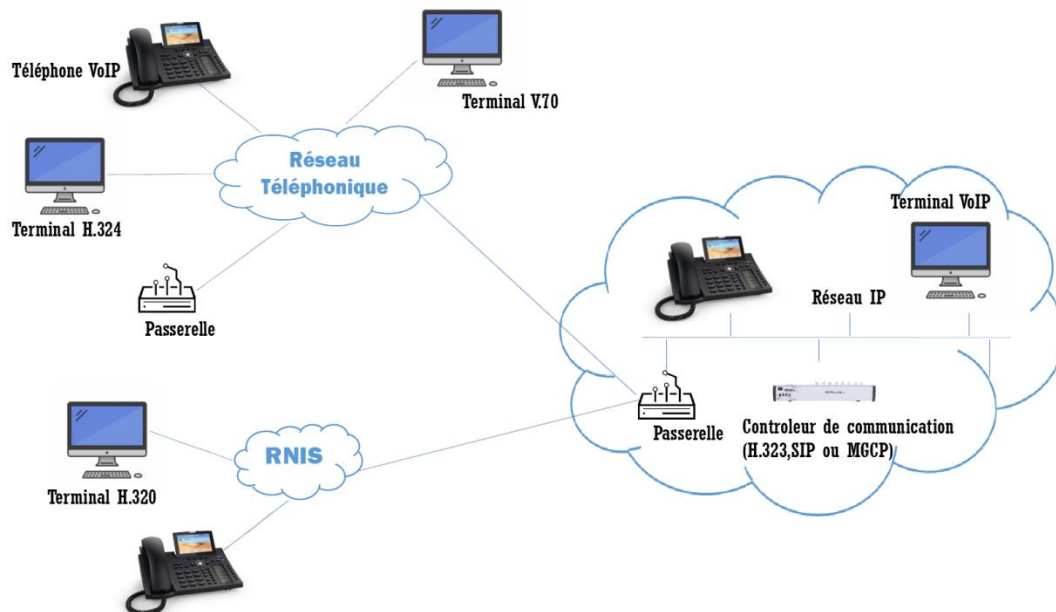 Téléphone VoIP
Terminal V.70
Réseau
Téléphonique
Terminal H.324
Passerelle
Terminal VoIP
Réseau IP
Passerelle
Controleur de communication
(H.323,SIP ou MGCP)
RNIS
Terminal H.320